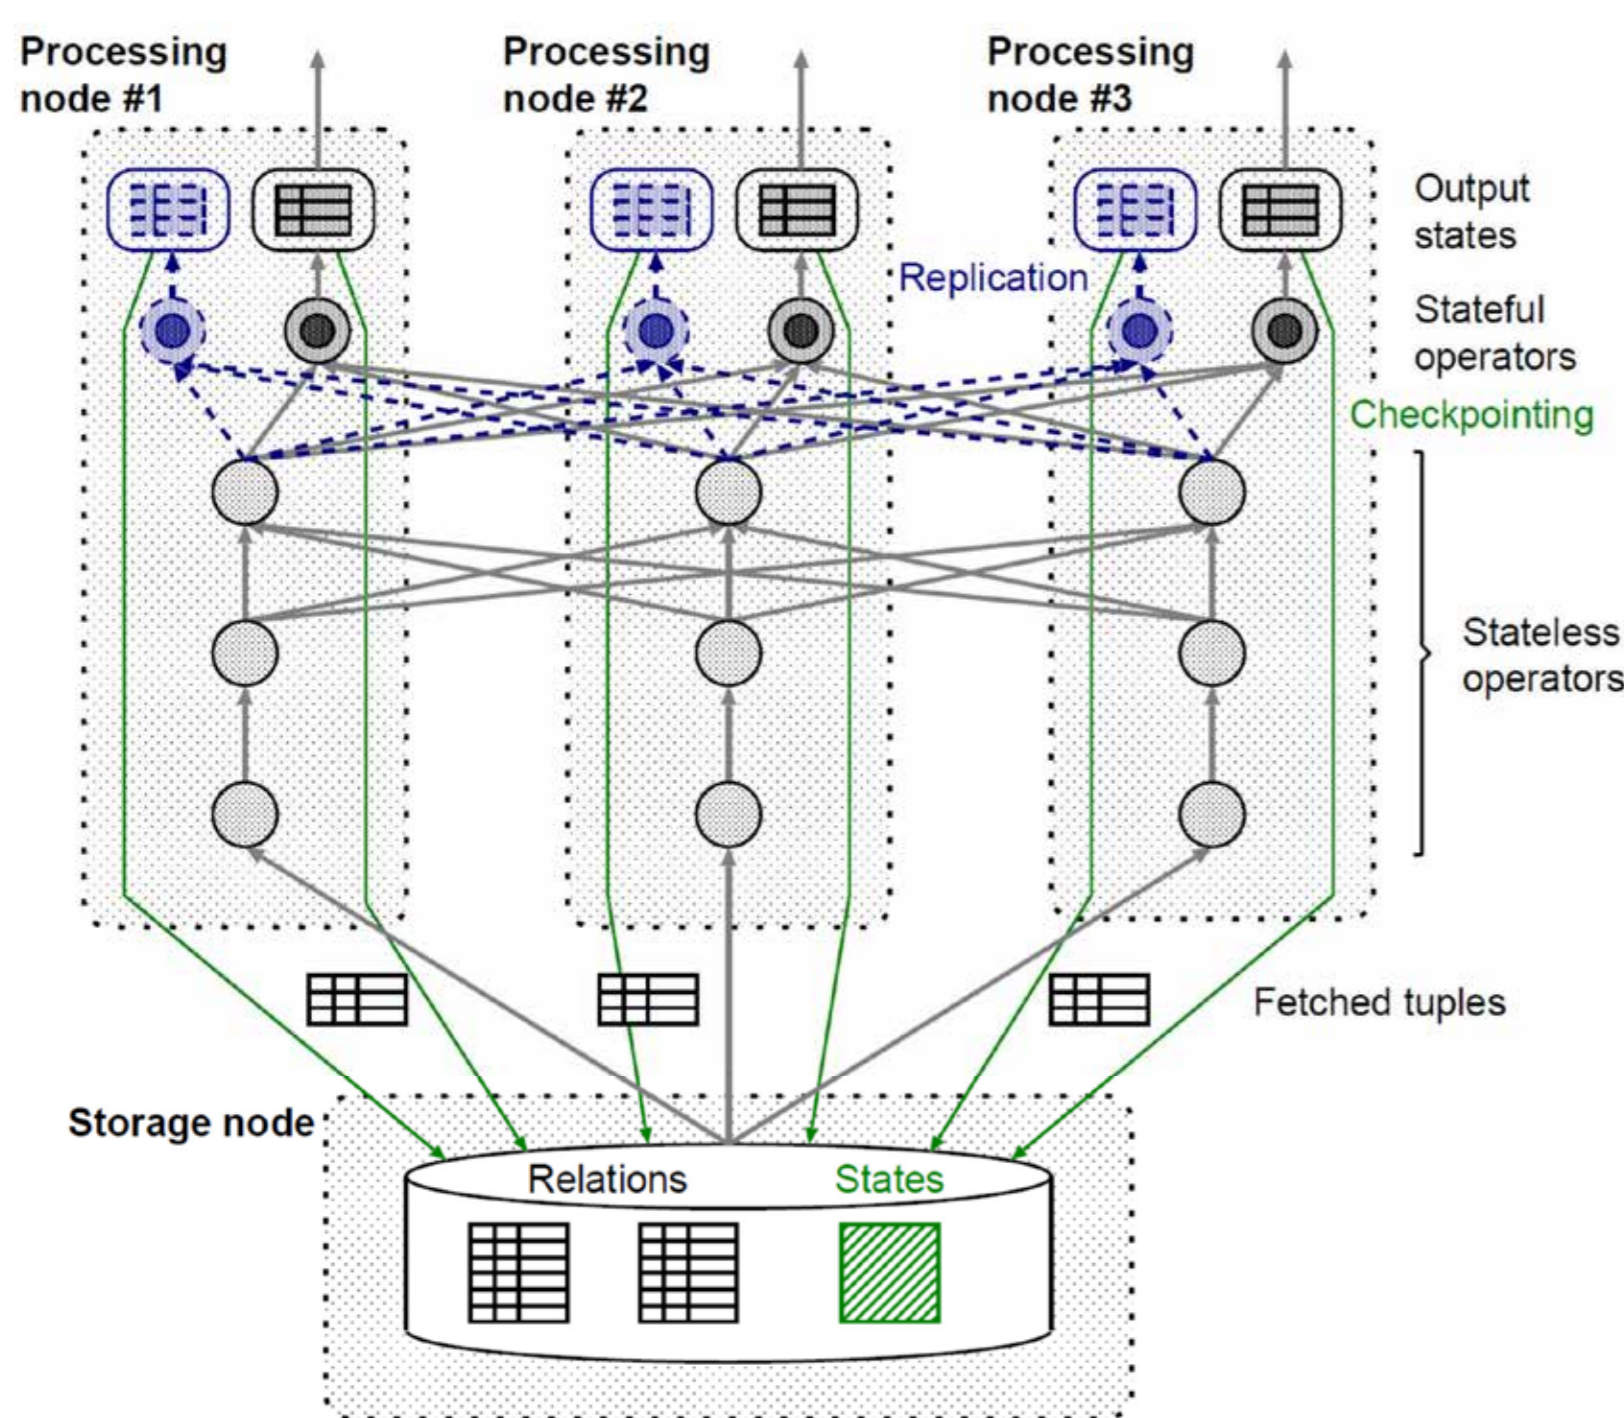 Processing
node #1
Processing
node #2
Processing
node #3
Output
states
Replication
Stateful
operators
Checkpointing
Stateless
operators
Fetched tuples
Storage node
Relations
States